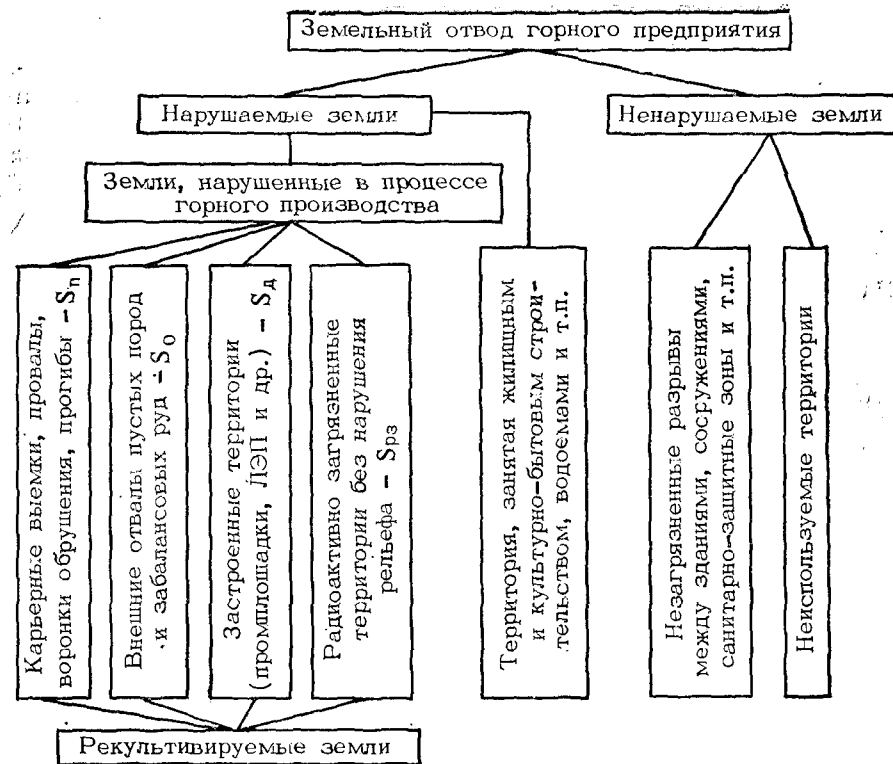 Земельный отвод горного предприятия
Нарушаемые земли
Ненарушаемые земли
Земли, нарушенные в процессе
горного производства
Карьерные выемки, провалы,
воронки обрушения, прогибы – Sп
Внешние отвалы пустых пород
и забалансовых руд – S0
Застроенные территории
(промплощадки, ЛЭП и др.) – Sд
Радиоактивно загрязненные
территории без нарушения
рельефа – Sрз
Территория, занятая жилищным
и культурно-бытовым строи-
тельством, водоемами и т.п.
Незагрязненные разрывы
между зданиями, сооружениями,
санитарно-защитные зоны и т.п.
Неиспользуемые территории
Рекультивируемые земли